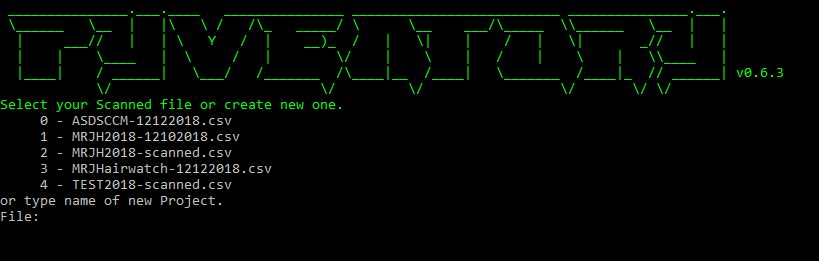 v0.6.3
Select your Scanned file or create new one.
0 - ASDSCCM-12122018.csv
1 - MRJH2018-12102018.csv
2 - MRJH2018-scanned.csv
3 - MRJHairwatch-12122018.csv
4 - TEST2018-scanned.csv
or type name of new Project.
File: